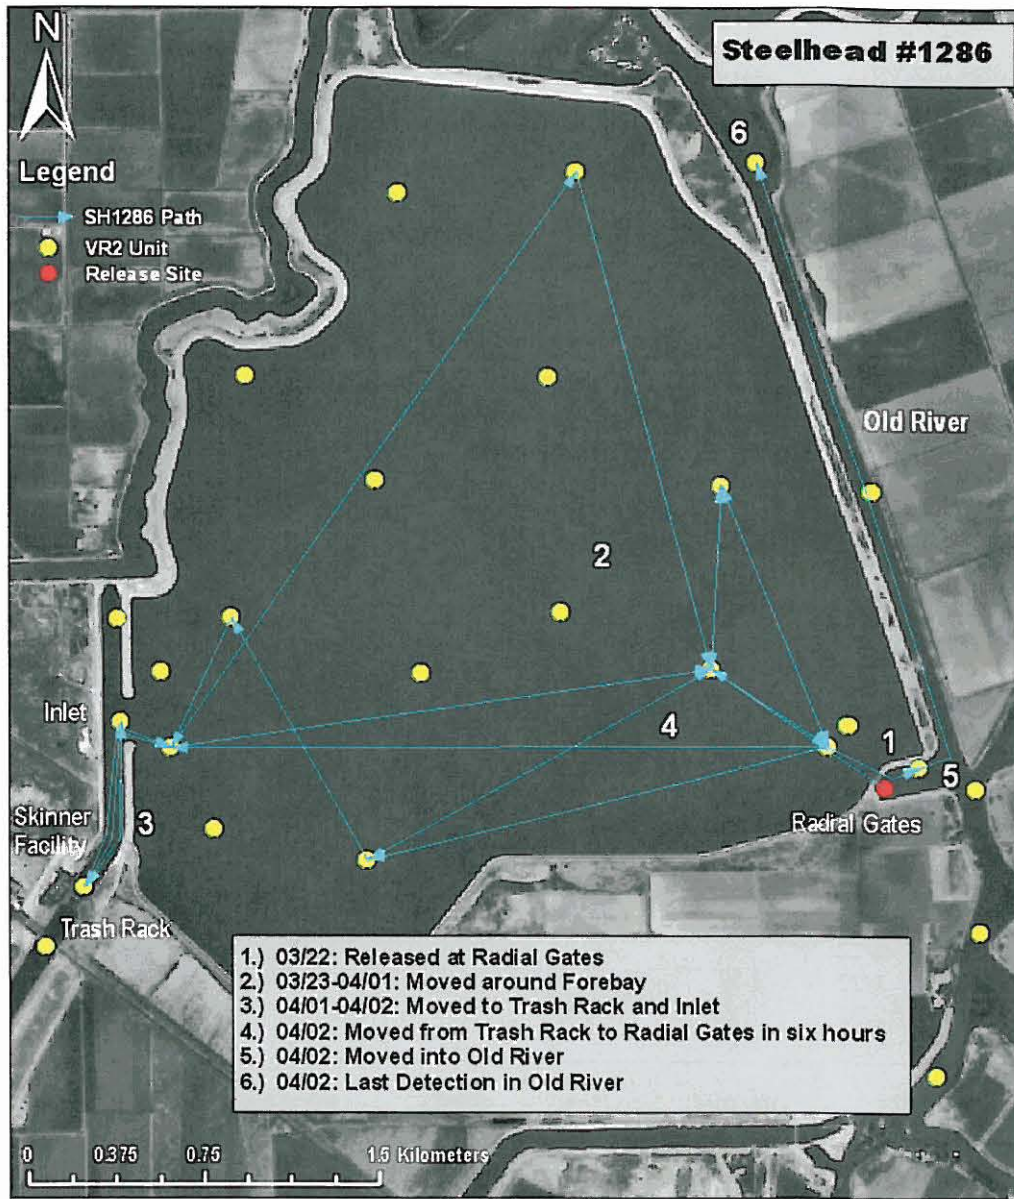 Steelhead #1286
N
6
Legend
SH1286 Path
VR2 Unit
Release Site
Old River
2
Inlet
4
1
5
Skinner
Facility
3
Radial Gates
Trash Rack
1.) 03/22: Released at Radial Gates
2.) 03/23-04/01: Moved around Forebay
3.) 04/01-04/02: Moved to Trash Rack and Inlet
4.) 04/02: Moved from Trash Rack to Radial Gates in six hours
5.) 04/02: Moved into Old River
6.) 04/02: Last Detection in Old River
0 0.375 0.75 1.5 Kilometers